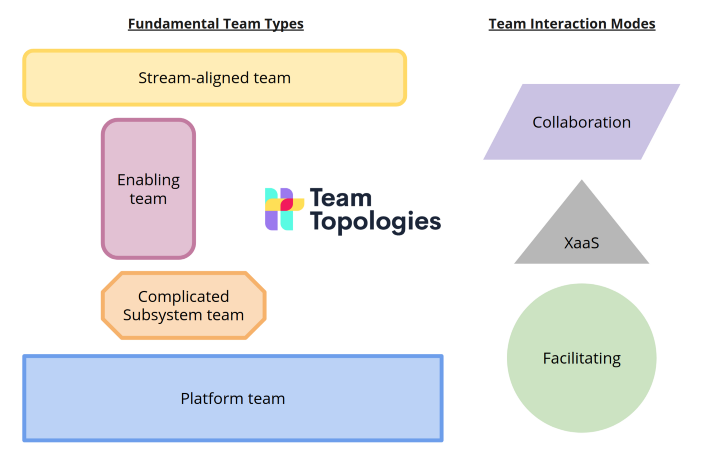 Fundamental Team Types
Stream-aligned team
Enabling
team
Complicated
Subsystem team
Platform team
Team
Topologies
Team Interaction Modes
Collaboration
XaaS
Facilitating